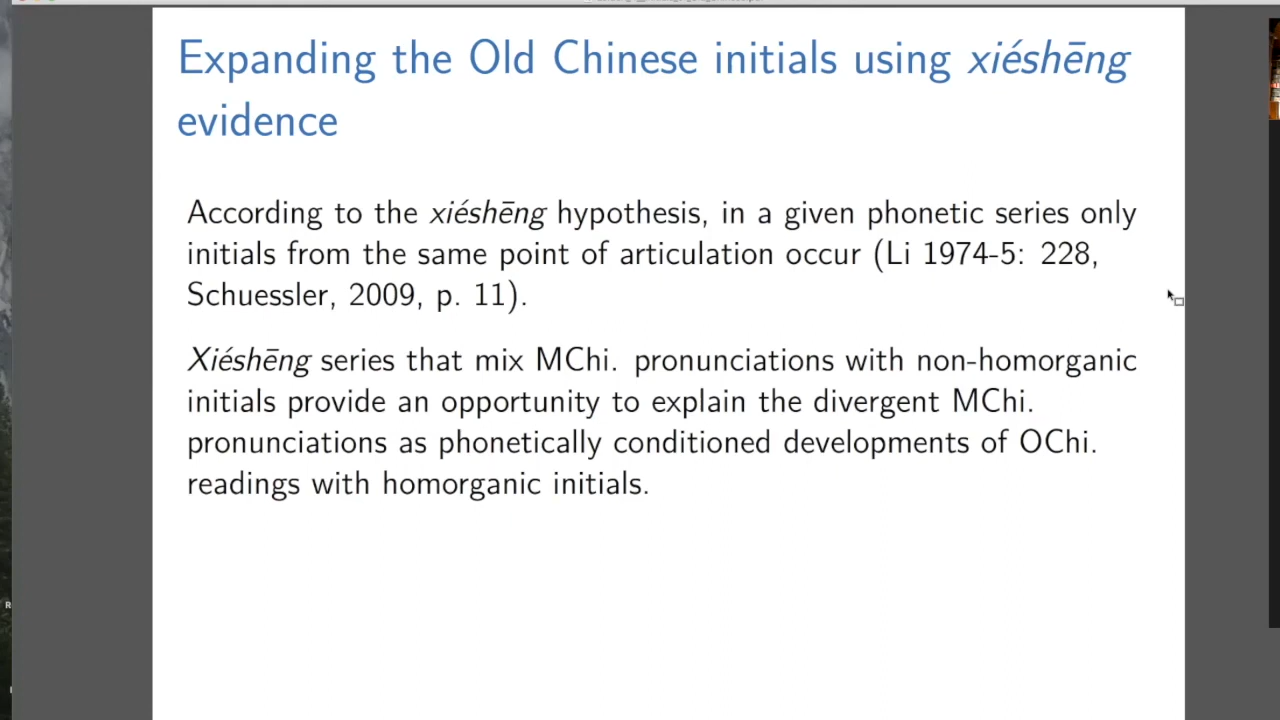 Expanding the Old Chinese initials using xiéshēng
evidence
According to the xiéshēng hypothesis, in a given phonetic series only
initials from the same point of articulation occur (Li 1974-5: 228,
Schuessler, 2009, p. 11).
Xiéshēng series that mix MChi. pronunciations with non-homorganic
initials provide an opportunity to explain the divergent MChi.
pronunciations as phonetically conditioned developments of OChi.
readings with homorganic initials.
R